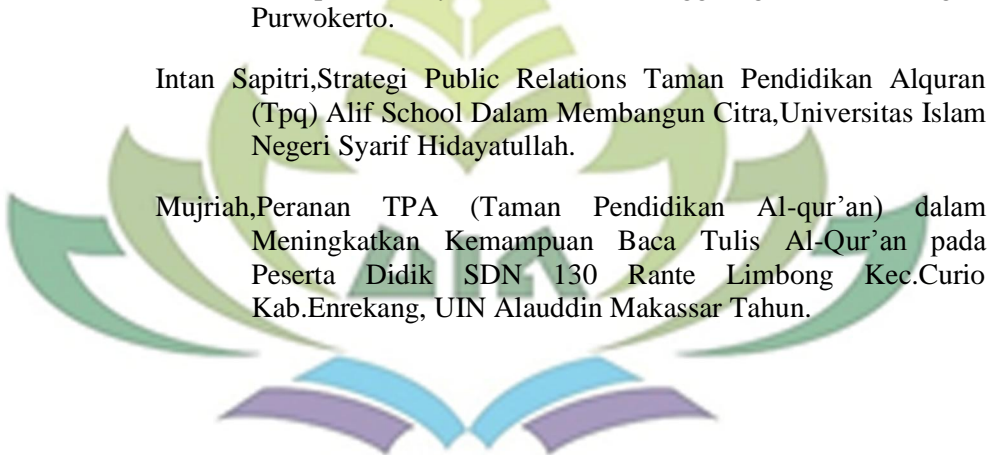 Purwokerto.
Intan Sapitri,Strategi Public Relations Taman Pendidikan Alquran
(Tpq) Alif School Dalam Membangun Citra,Universitas Islam
Negeri Syarif Hidayatullah.
Mujriah,Peranan TPA (Taman Pendidikan Al-qur’an) dalam
Meningkatkan Kemampuan Baca Tulis Al-Qur’an pada
Peserta Didik SDN 130 Rante Limbong Kec.Curio
Kab.Enrekang, UIN Alauddin Makassar Tahun.